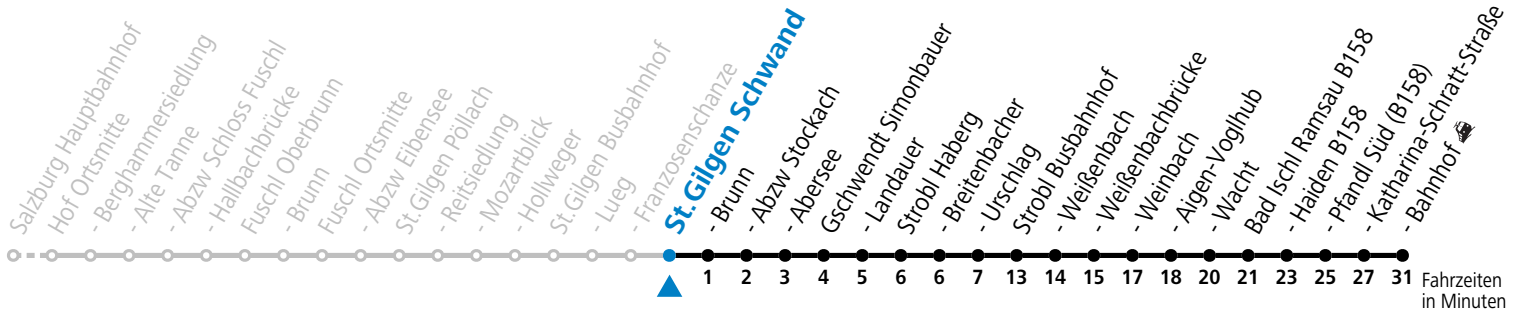 Salzburg Hauptbahnhof
Hof Ortsmitte
- Berghammersiedlung
- Alte Tanne
- Abzw Schloss Fuschl
- Hallbachbrücke
Fuschl Oberbrunn
- Brunn
Fuschl Ortsmitte
- Abzw Eibensee
St.Gilgen Pöllach
- Reitsiedlung
- Mozartblick
- Hollweger
St.Gilgen Busbahnhof
- Lueg
- Franzosenschanze
St.Gilgen Schwand
- Brunn
- Abzw Stockach
- Abersee
Gschwendt Simonbauer
- Landauer
Strobl Haberg
- Breitenbacher
- Urschlag
Strobl Busbahnhof
- Weißenbach
- Weißenbachbrücke
- Weinbach
- Aigen-Voglhub
- Wacht
Bad Ischl Ramsau B158
- Haiden B158
- Pfandl Süd (B158)
- Katharina-Schratt-Straße
- Bahnhof
1 2 3 4 5 6 6 7 13 14 15 17 18 20 21 23 25 27 31
Fahrzeiten
in Minuten